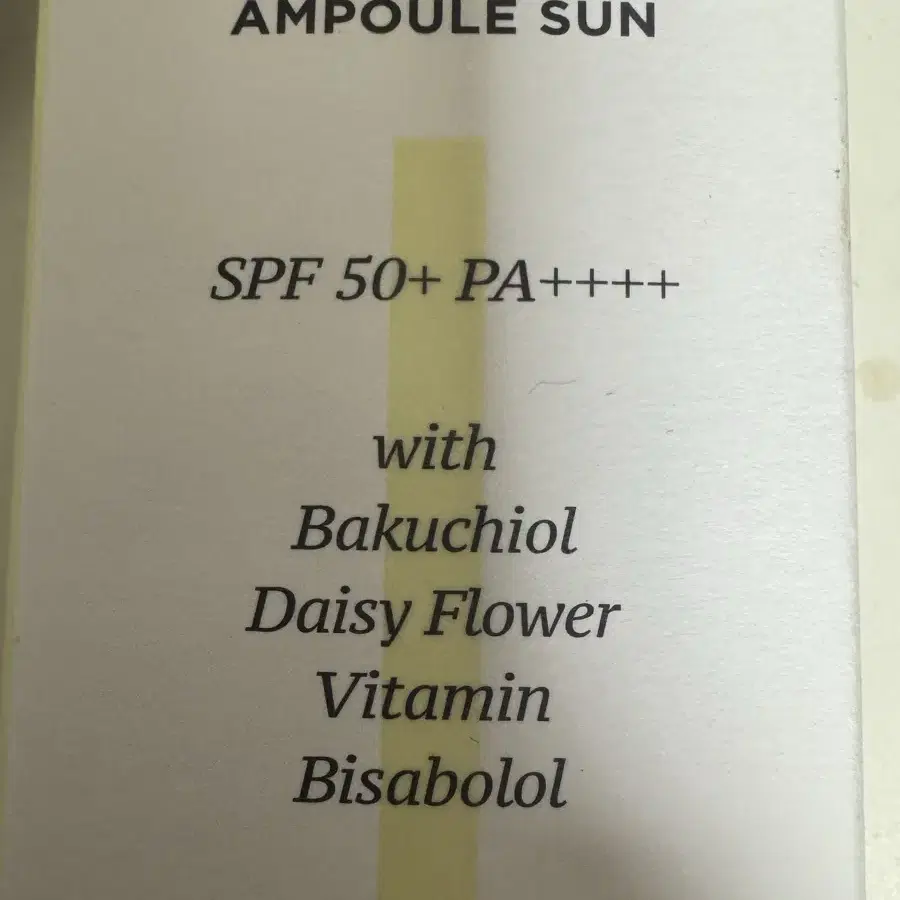 AMPOULE SUN
SPF 50+ PA++++
with
Bakuchiol
Daisy Flower
Vitamin
Bisabolol